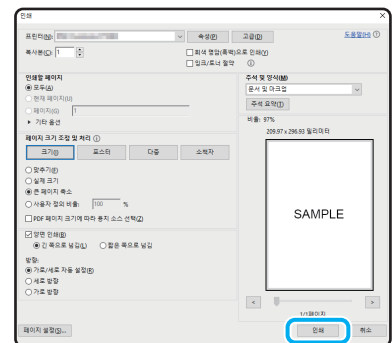 인쇄
프린터(N): 속성(P) 고급(D) 도움말(H)
복사본(C): 1 회색 명암(흑백)으로 인쇄(Y)
잉크/토너 절약
인쇄할 페이지
모두(A)
현재 페이지(U)
페이지(G) 1
기타 옵션
페이지 크기 조정 및 처리
크기(I) 포스터 다중 소책자
맞추기(F)
실제 크기
큰 페이지 축소
사용자 정의 비율: 100 %
PDF 페이지 크기에 따라 용지 소스 선택(Z)
양면 인쇄(B)
긴 쪽으로 넘김(L) 짧은 쪽으로 넘김
방향:
가로/세로 자동 설정(R)
세로 방향
가로 방향
주석 및 양식(M)
문서 및 마크업
주석 요약(T)
비율: 97%
209.97 x 296.93 밀리미터
SAMPLE
< >
1/1페이지
페이지 설정(S)... 인쇄 취소